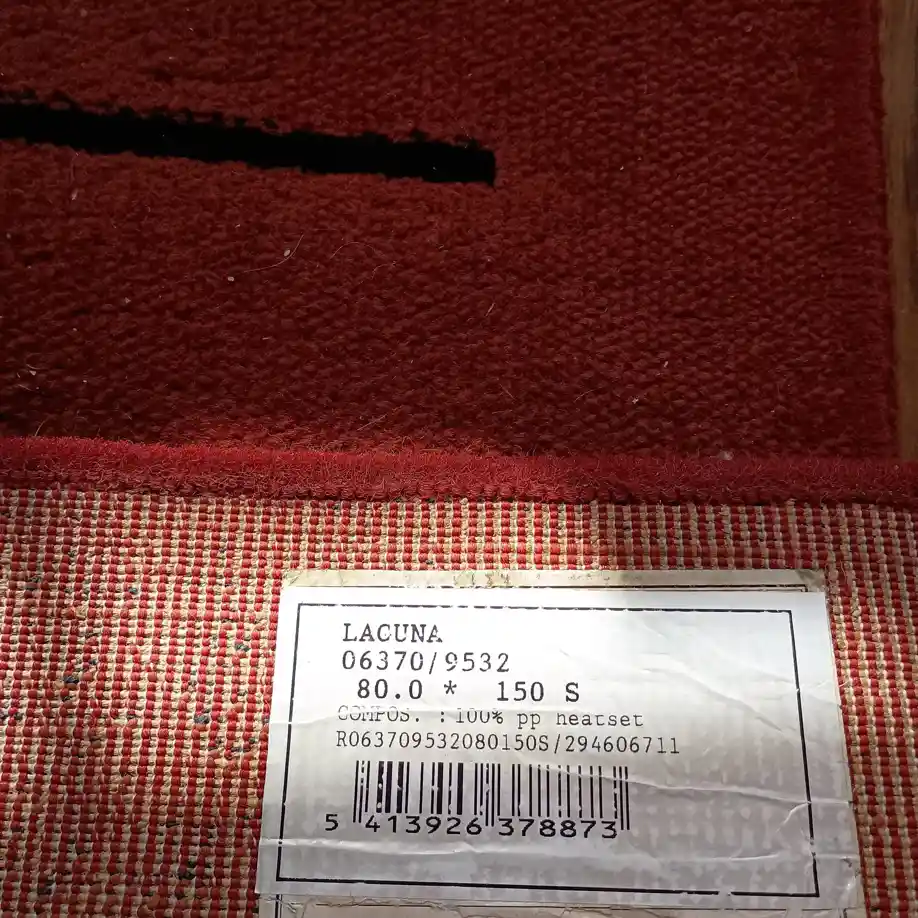 LACUNA
06370/9532
80.0 * 150 S
COMPOS. : 100% pp heatset
R063709532080150S/294606711
5 413926 378873